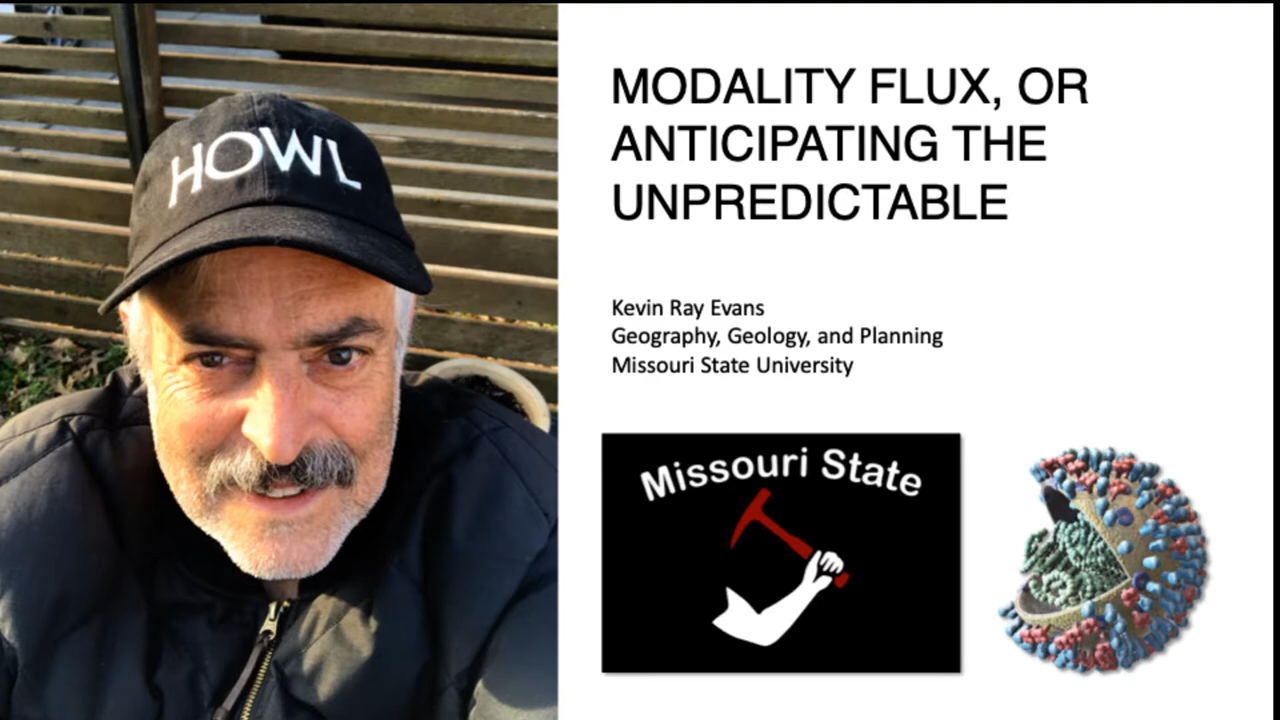 HOWL
MODALITY FLUX, OR
ANTICIPATING THE
UNPREDICTABLE
Kevin Ray Evans
Geography, Geology, and Planning
Missouri State University
Missouri State